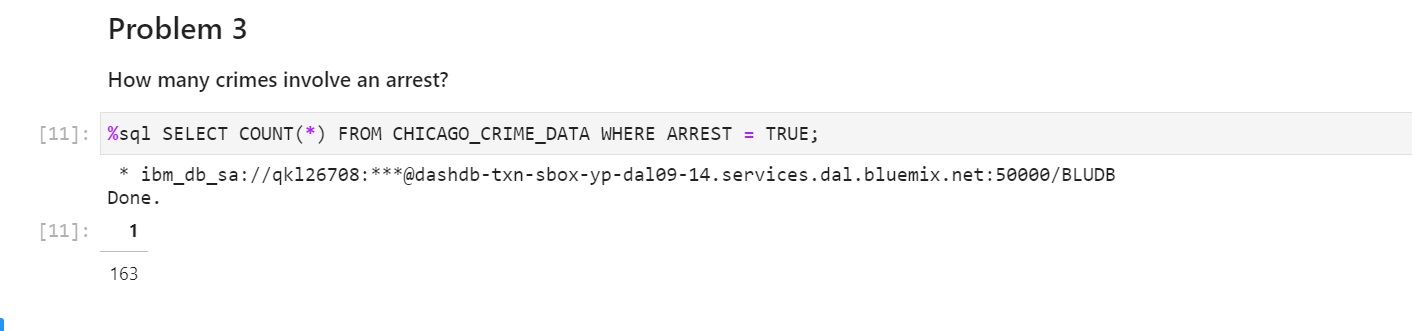 Problem 3
How many crimes involve an arrest?
[11]: %sql SELECT COUNT(*) FROM CHICAGO_CRIME_DATA WHERE ARREST = TRUE;
* ibm_db_sa://qkl26708:***@dashdb-txn-sbox-yp-dal09-14.services.dal.bluemix.net:50000/BLUDB
Done.
[11]: 1
163